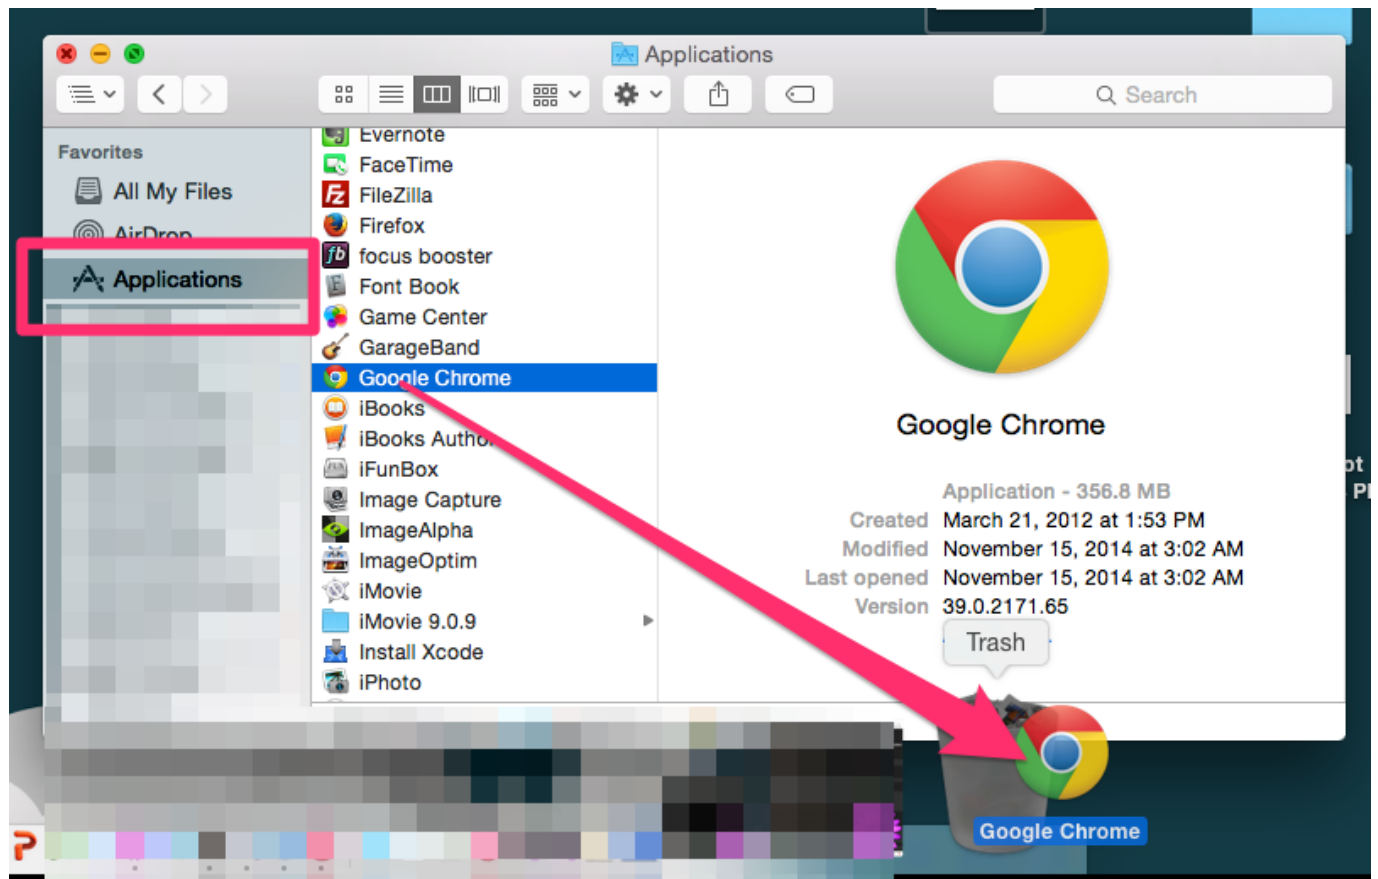 Applications
Search
Favorites
All My Files
AirDrop
Applications
Evernote
FaceTime
FileZilla
Firefox
fb focus booster
Font Book
Game Center
GarageBand
Google Chrome
iBooks
iBooks Author
iFunBox
Image Capture
ImageAlpha
ImageOptim
iMovie
iMovie 9.0.9
Install Xcode
iPhoto
Google Chrome
Application - 356.8 MB
Created March 21, 2012 at 1:53 PM
Modified November 15, 2014 at 3:02 AM
Last opened November 15, 2014 at 3:02 AM
Version 39.0.2171.65
Trash
Google Chrome